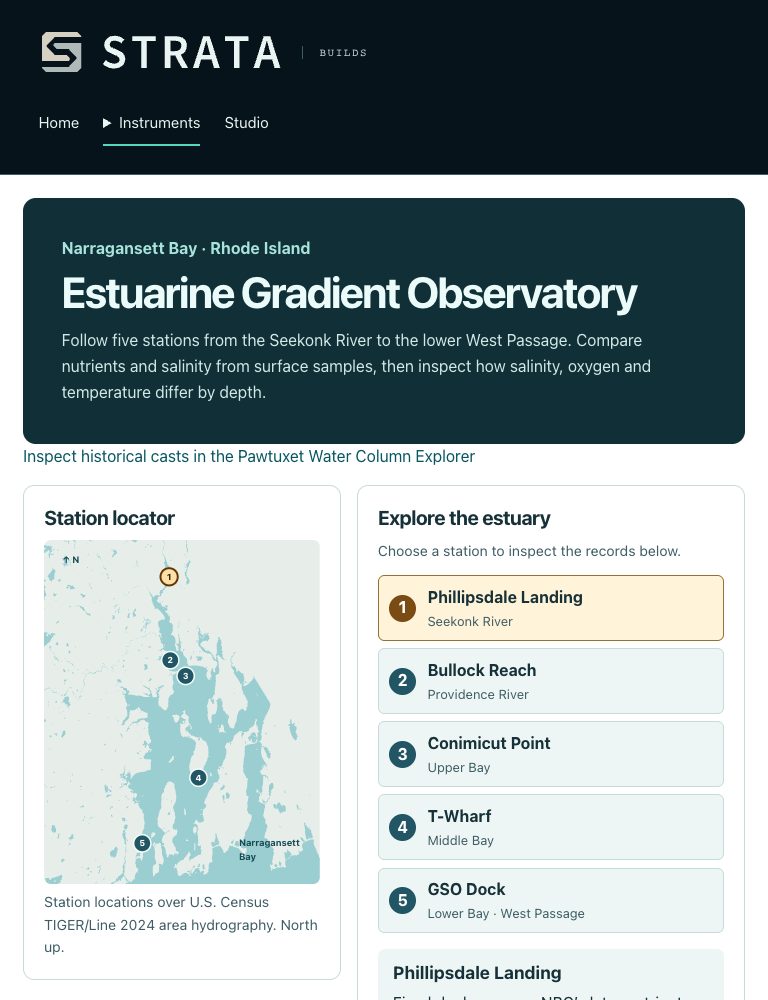 STRATA
BUILDS
Home
Instruments
Studio
Narragansett Bay · Rhode Island
Estuarine Gradient Observatory
Follow five stations from the Seekonk River to the lower West Passage. Compare
nutrients and salinity from surface samples, then inspect how salinity, oxygen and
temperature differ by depth.
Inspect historical casts in the Pawtuxet Water Column Explorer
Station locator
↑ N
1
2
3
4
5
Narragansett
Bay
Station locations over U.S. Census
TIGER/Line 2024 area hydrography. North
up.
Explore the estuary
Choose a station to inspect the records below.
1
Phillipsdale Landing
Seekonk River
2
Bullock Reach
Providence River
3
Conimicut Point
Upper Bay
4
T-Wharf
Middle Bay
5
GSO Dock
Lower Bay · West Passage
Phillipsdale Landing